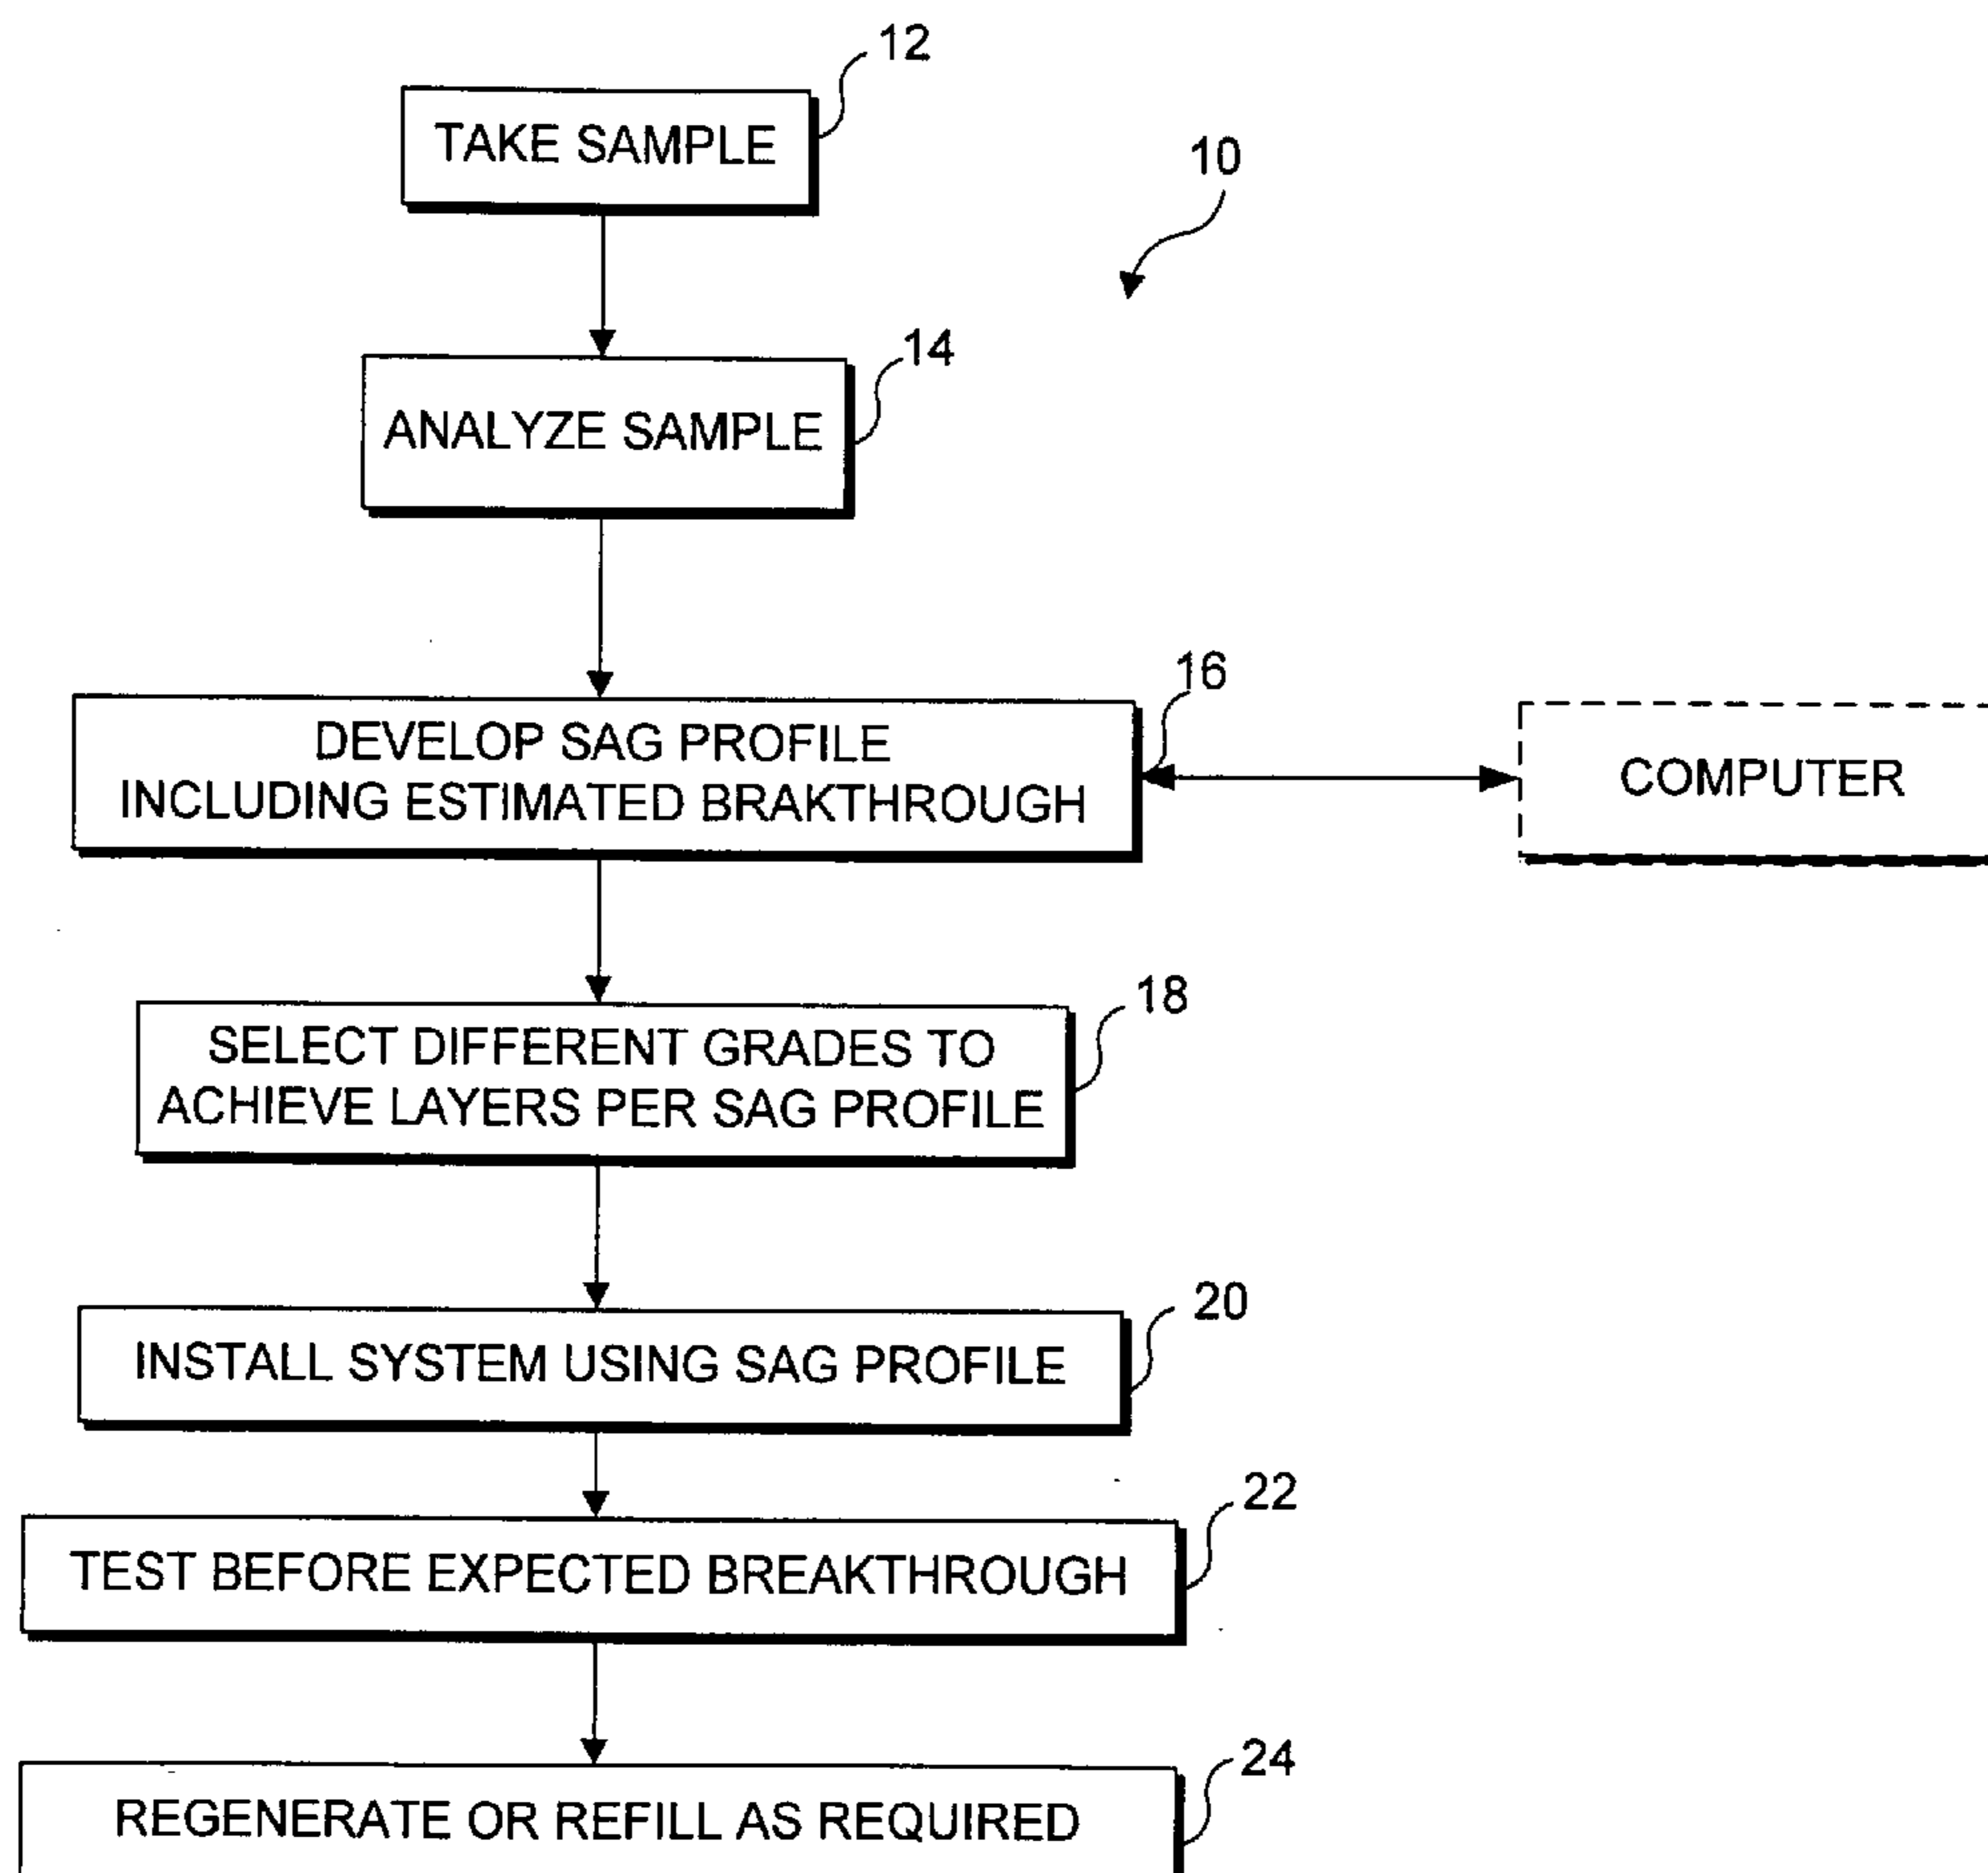 12
TAKE SAMPLE
10
14
ANALYZE SAMPLE
16
DEVELOP SAG PROFILE
INCLUDING ESTIMATED BRAKTHROUGH
COMPUTER
18
SELECT DIFFERENT GRADES TO
ACHIEVE LAYERS PER SAG PROFILE
20
INSTALL SYSTEM USING SAG PROFILE
22
TEST BEFORE EXPECTED BREAKTHROUGH
24
REGENERATE OR REFILL AS REQUIRED